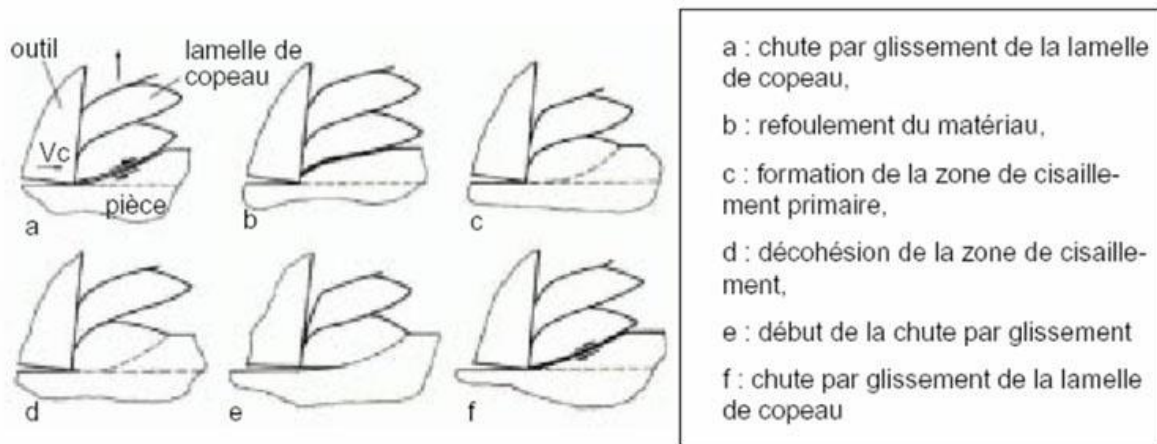 outil
lamelle de
copeau
Vc
pièce
a
b
c
d
e
f
a : chute par glissement de la lamelle
de copeau,
b : refoulement du matériau,
c : formation de la zone de cisaille-
ment primaire,
d : décohésion de la zone de cisaille-
ment,
e : début de la chute par glissement
f : chute par glissement de la lamelle
de copeau